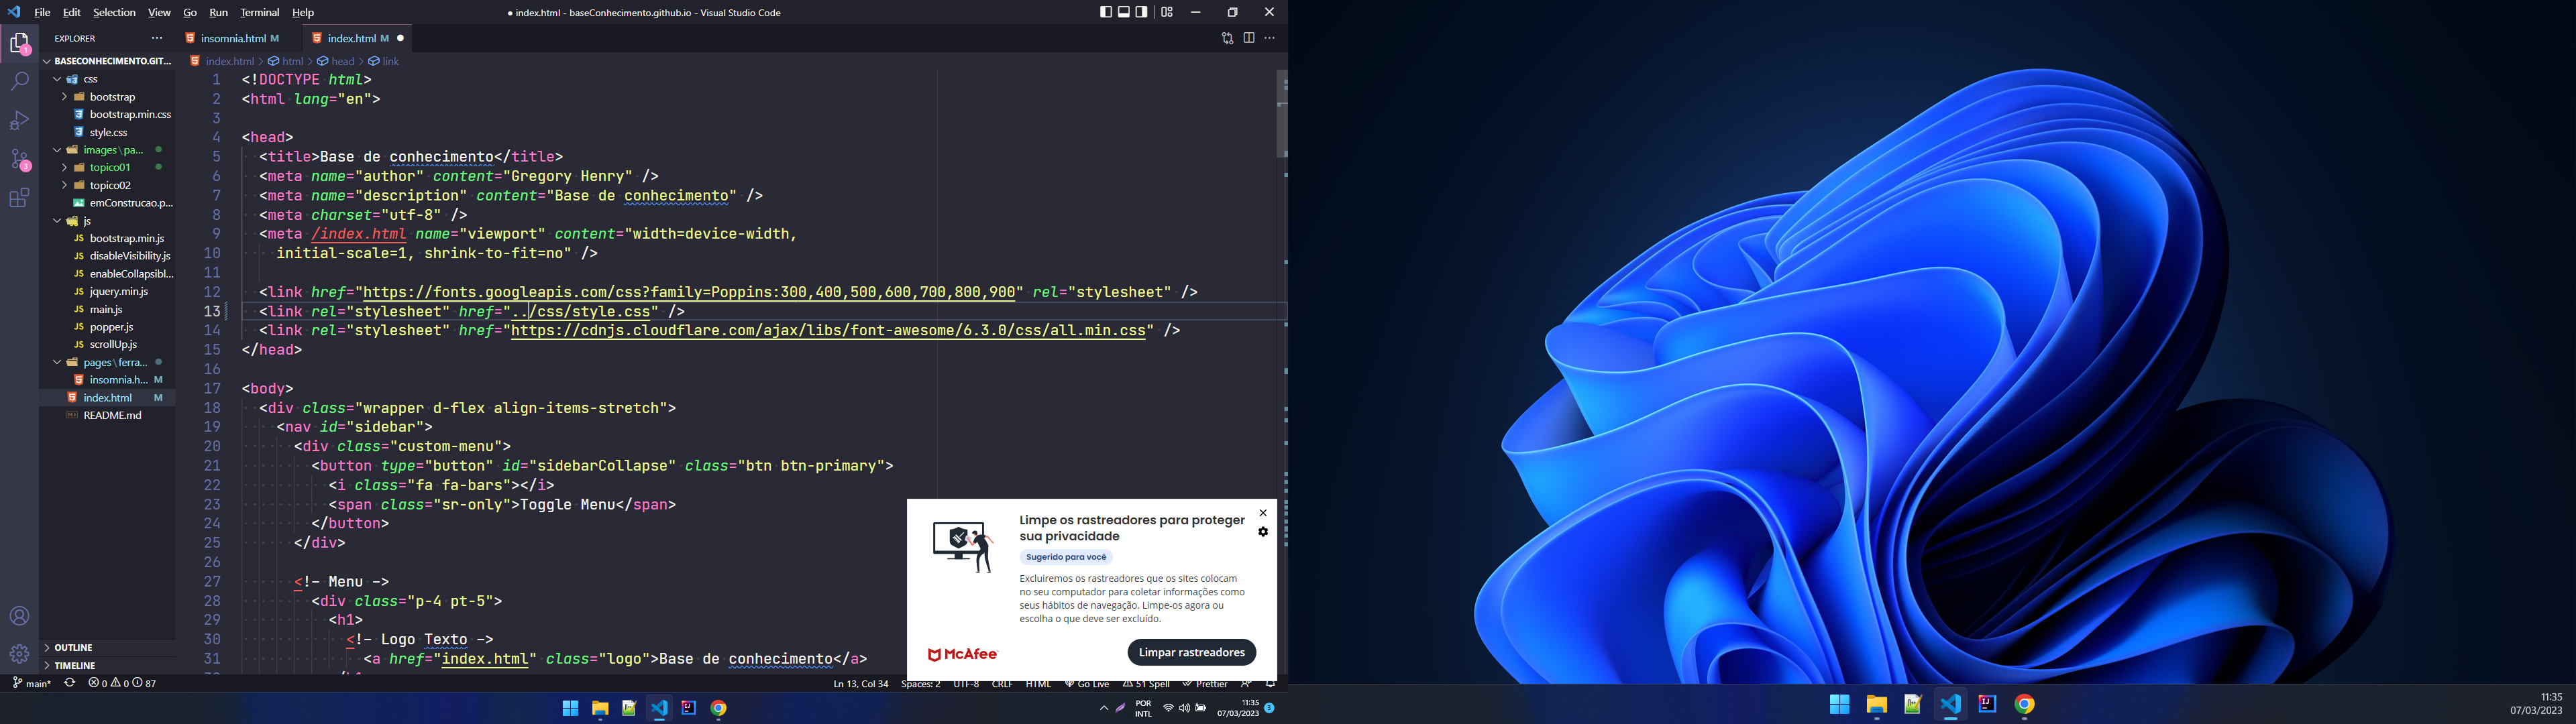 File Edit Selection View Go Run Terminal Help
● index.html - baseConhecimento.github.io - Visual Studio Code
EXPLORER
BASECONHECIMENTO.GIT...
css
bootstrap
bootstrap.min.css
style.css
images\pa...
topico01
topico02
emConstrucao.p...
js
bootstrap.min.js
disableVisibility.js
enableCollapsibl...
jquery.min.js
main.js
popper.js
scrollUp.js
pages\ferra...
insomnia.h... M
index.html M
README.md
OUTLINE
TIMELINE
1
3
insomnia.html M
index.html M ●
index.html > html > head > link
1 <!DOCTYPE html>
2 <html lang="en">
3
4 <head>
5 <title>Base de conhecimento</title>
6 <meta name="author" content="Gregory Henry" />
7 <meta name="description" content="Base de conhecimento" />
8 <meta charset="utf-8" />
9 <meta /index.html name="viewport" content="width=device-width,
10 initial-scale=1, shrink-to-fit=no" />
11
12 <link href="https://fonts.googleapis.com/css?family=Poppins:300,400,500,600,700,800,900" rel="stylesheet" />
13 <link rel="stylesheet" href="../css/style.css" />
14 <link rel="stylesheet" href="https://cdnjs.cloudflare.com/ajax/libs/font-awesome/6.3.0/css/all.min.css" />
15 </head>
16
17 <body>
18 <div class="wrapper d-flex align-items-stretch">
19 <nav id="sidebar">
20 <div class="custom-menu">
21 <button type="button" id="sidebarCollapse" class="btn btn-primary">
22 <i class="fa fa-bars"></i>
23 <span class="sr-only">Toggle Menu</span>
24 </button>
25 </div>
26
27 <!- Menu ->
28 <div class="p-4 pt-5">
29 <h1>
30 <!- Logo Texto ->
31 <a href="index.html" class="logo">Base de conhecimento</a>
Limpe os rastreadores para proteger
sua privacidade
Sugerido para você
Excluiremos os rastreadores que os sites colocam
no seu computador para coletar informações como
seus hábitos de navegação. Limpe-os agora ou
escolha o que deve ser excluído.
McAfee
Limpar rastreadores
main* 0 0 87
Ln 13, Col 34 Spaces: 2 UTF-8 CRLF HTML Go Live 51 Spell Prettier
POR
INTL
11:35
07/03/2023
3
11:35
07/03/2023